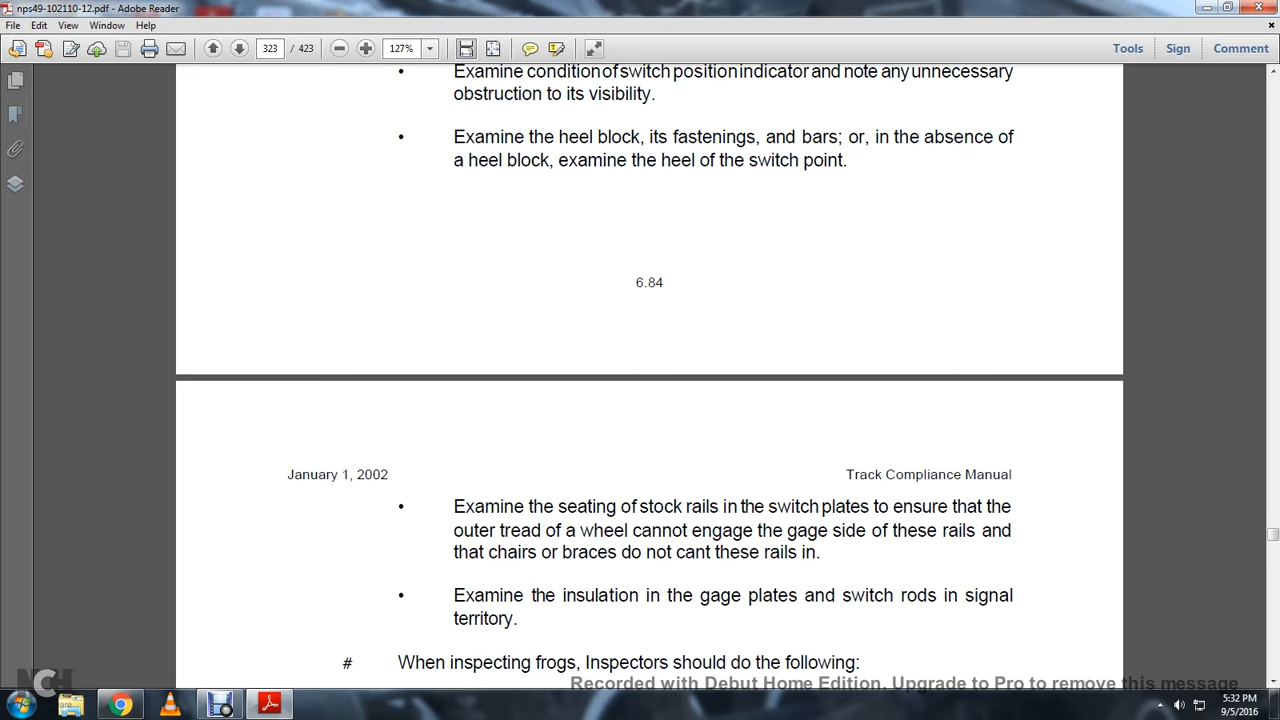 nps49-102110-12.pdf - Adobe Reader
File Edit View Window Help
323 / 423 127% Tools Sign Comment
• Examine condition of switch position indicator and note any unnecessary
obstruction to its visibility.
• Examine the heel block, its fastenings, and bars; or, in the absence of
a heel block, examine the heel of the switch point.
6.84
January 1, 2002 Track Compliance Manual
• Examine the seating of stock rails in the switch plates to ensure that the
outer tread of a wheel cannot engage the gage side of these rails and
that chairs or braces do not cant these rails in.
• Examine the insulation in the gage plates and switch rods in signal
territory.
# When inspecting frogs, Inspectors should do the following:
Recorded with Debut Home Edition. Upgrade to Pro to remove this message
NCH
5:32 PM
9/5/2016